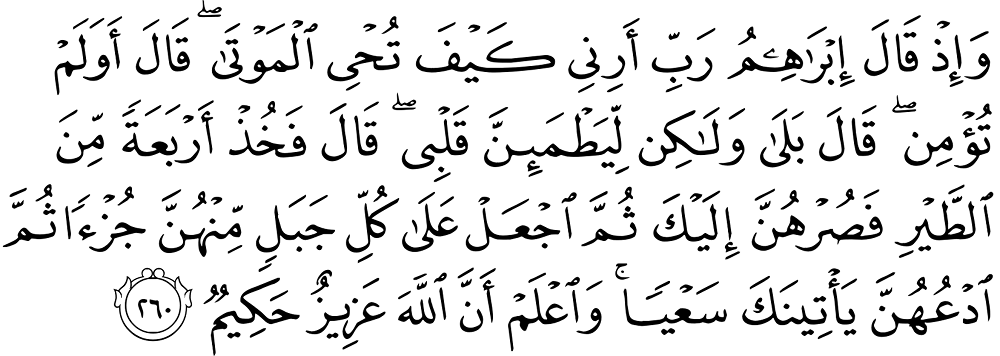 وَإِذْ قَالَ إِبْرَٰهِـۧمُ رَبِّ أَرِنِى كَيْفَ تُحْىِ ٱلْمَوْتَىٰ ۖ قَالَ أَوَلَمْ
تُؤْمِن ۖ قَالَ بَلَىٰ وَلَـٰكِن لِّيَطْمَئِنَّ قَلْبِى ۖ قَالَ فَخُذْ أَرْبَعَةً مِّنَ
ٱلطَّيْرِ فَصُرْهُنَّ إِلَيْكَ ثُمَّ ٱجْعَلْ عَلَىٰ كُلِّ جَبَلٍ مِّنْهُنَّ جُزْءًا ثُمَّ
ٱدْعُهُنَّ يَأْتِينَكَ سَعْيًا ۚ وَٱعْلَمْ أَنَّ ٱللَّهَ عَزِيزٌ حَكِيمٌ ٢٦٠